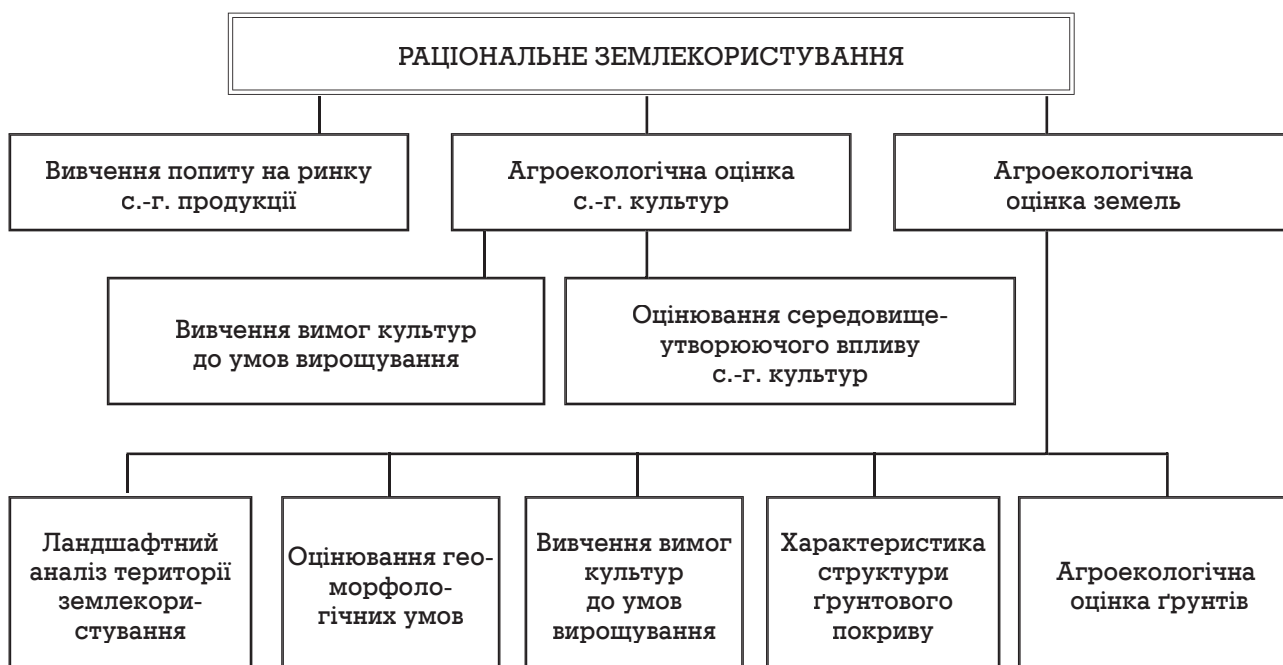 РАЦІОНАЛЬНЕ ЗЕМЛЕКОРИСТУВАННЯ
Вивчення попиту на ринку
с.-г. продукції
Агроекологічна оцінка
с.-г. культур
Агроекологічна
оцінка земель
Вивчення вимог культур
до умов вирощування
Оцінювання середовище-
утворюючого впливу
с.-г. культур
Ландшафтний
аналіз території
землекори-
стування
Оцінювання гео-
морфоло-
гічних умов
Вивчення вимог
культур
до умов
вирощування
Характеристика
структури
ґрунтового
покриву
Агроекологічна
оцінка ґрунтів